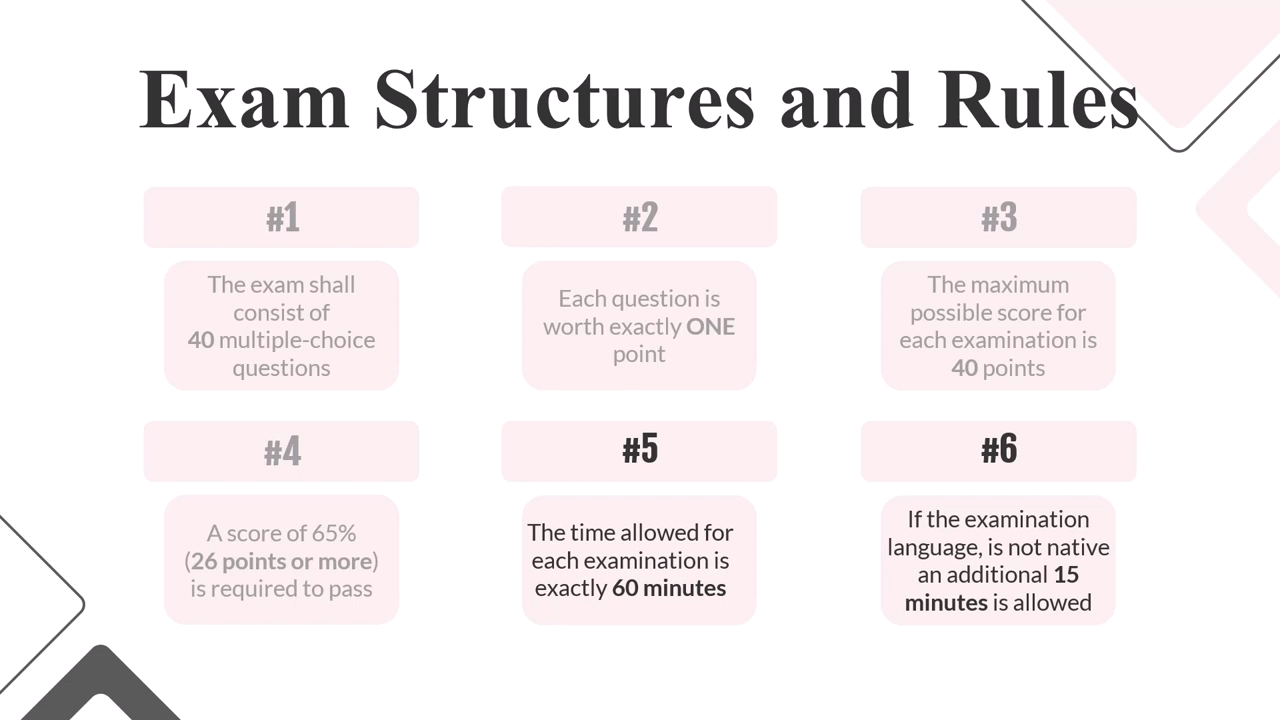 Exam Structures and Rules
#1
The exam shall
consist of
40 multiple-choice
questions
#2
Each question is
worth exactly ONE
point
#3
The maximum
possible score for
each examination is
40 points
#4
A score of 65%
(26 points or more)
is required to pass
#5
The time allowed for
each examination is
exactly 60 minutes
#6
If the examination
language, is not native
an additional 15
minutes is allowed